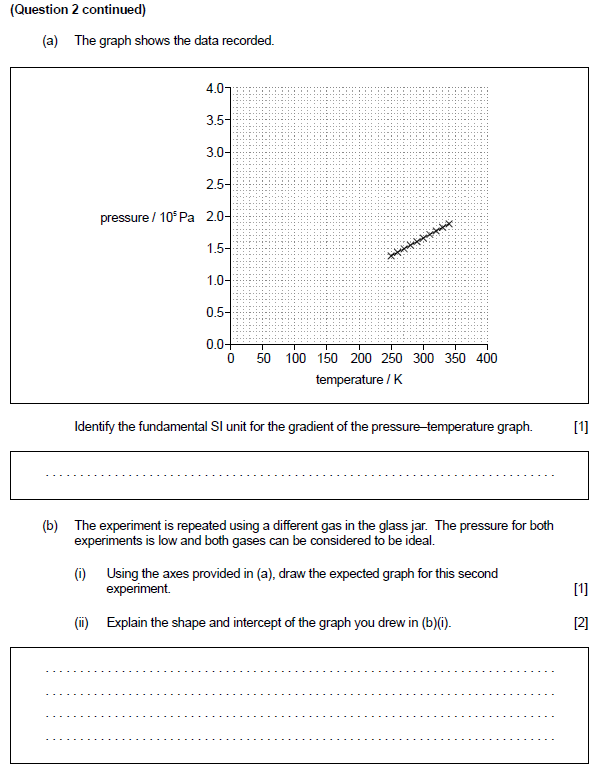 (Question 2 continued)
(a) The graph shows the data recorded.
4.0
3.5
3.0
2.5
pressure / 10⁵ Pa 2.0
1.5
1.0
0.5
0.0
0 50 100 150 200 250 300 350 400
temperature / K
Identify the fundamental SI unit for the gradient of the pressure–temperature graph. [1]
(b) The experiment is repeated using a different gas in the glass jar. The pressure for both
experiments is low and both gases can be considered to be ideal.
(i) Using the axes provided in (a), draw the expected graph for this second
experiment. [1]
(ii) Explain the shape and intercept of the graph you drew in (b)(i). [2]